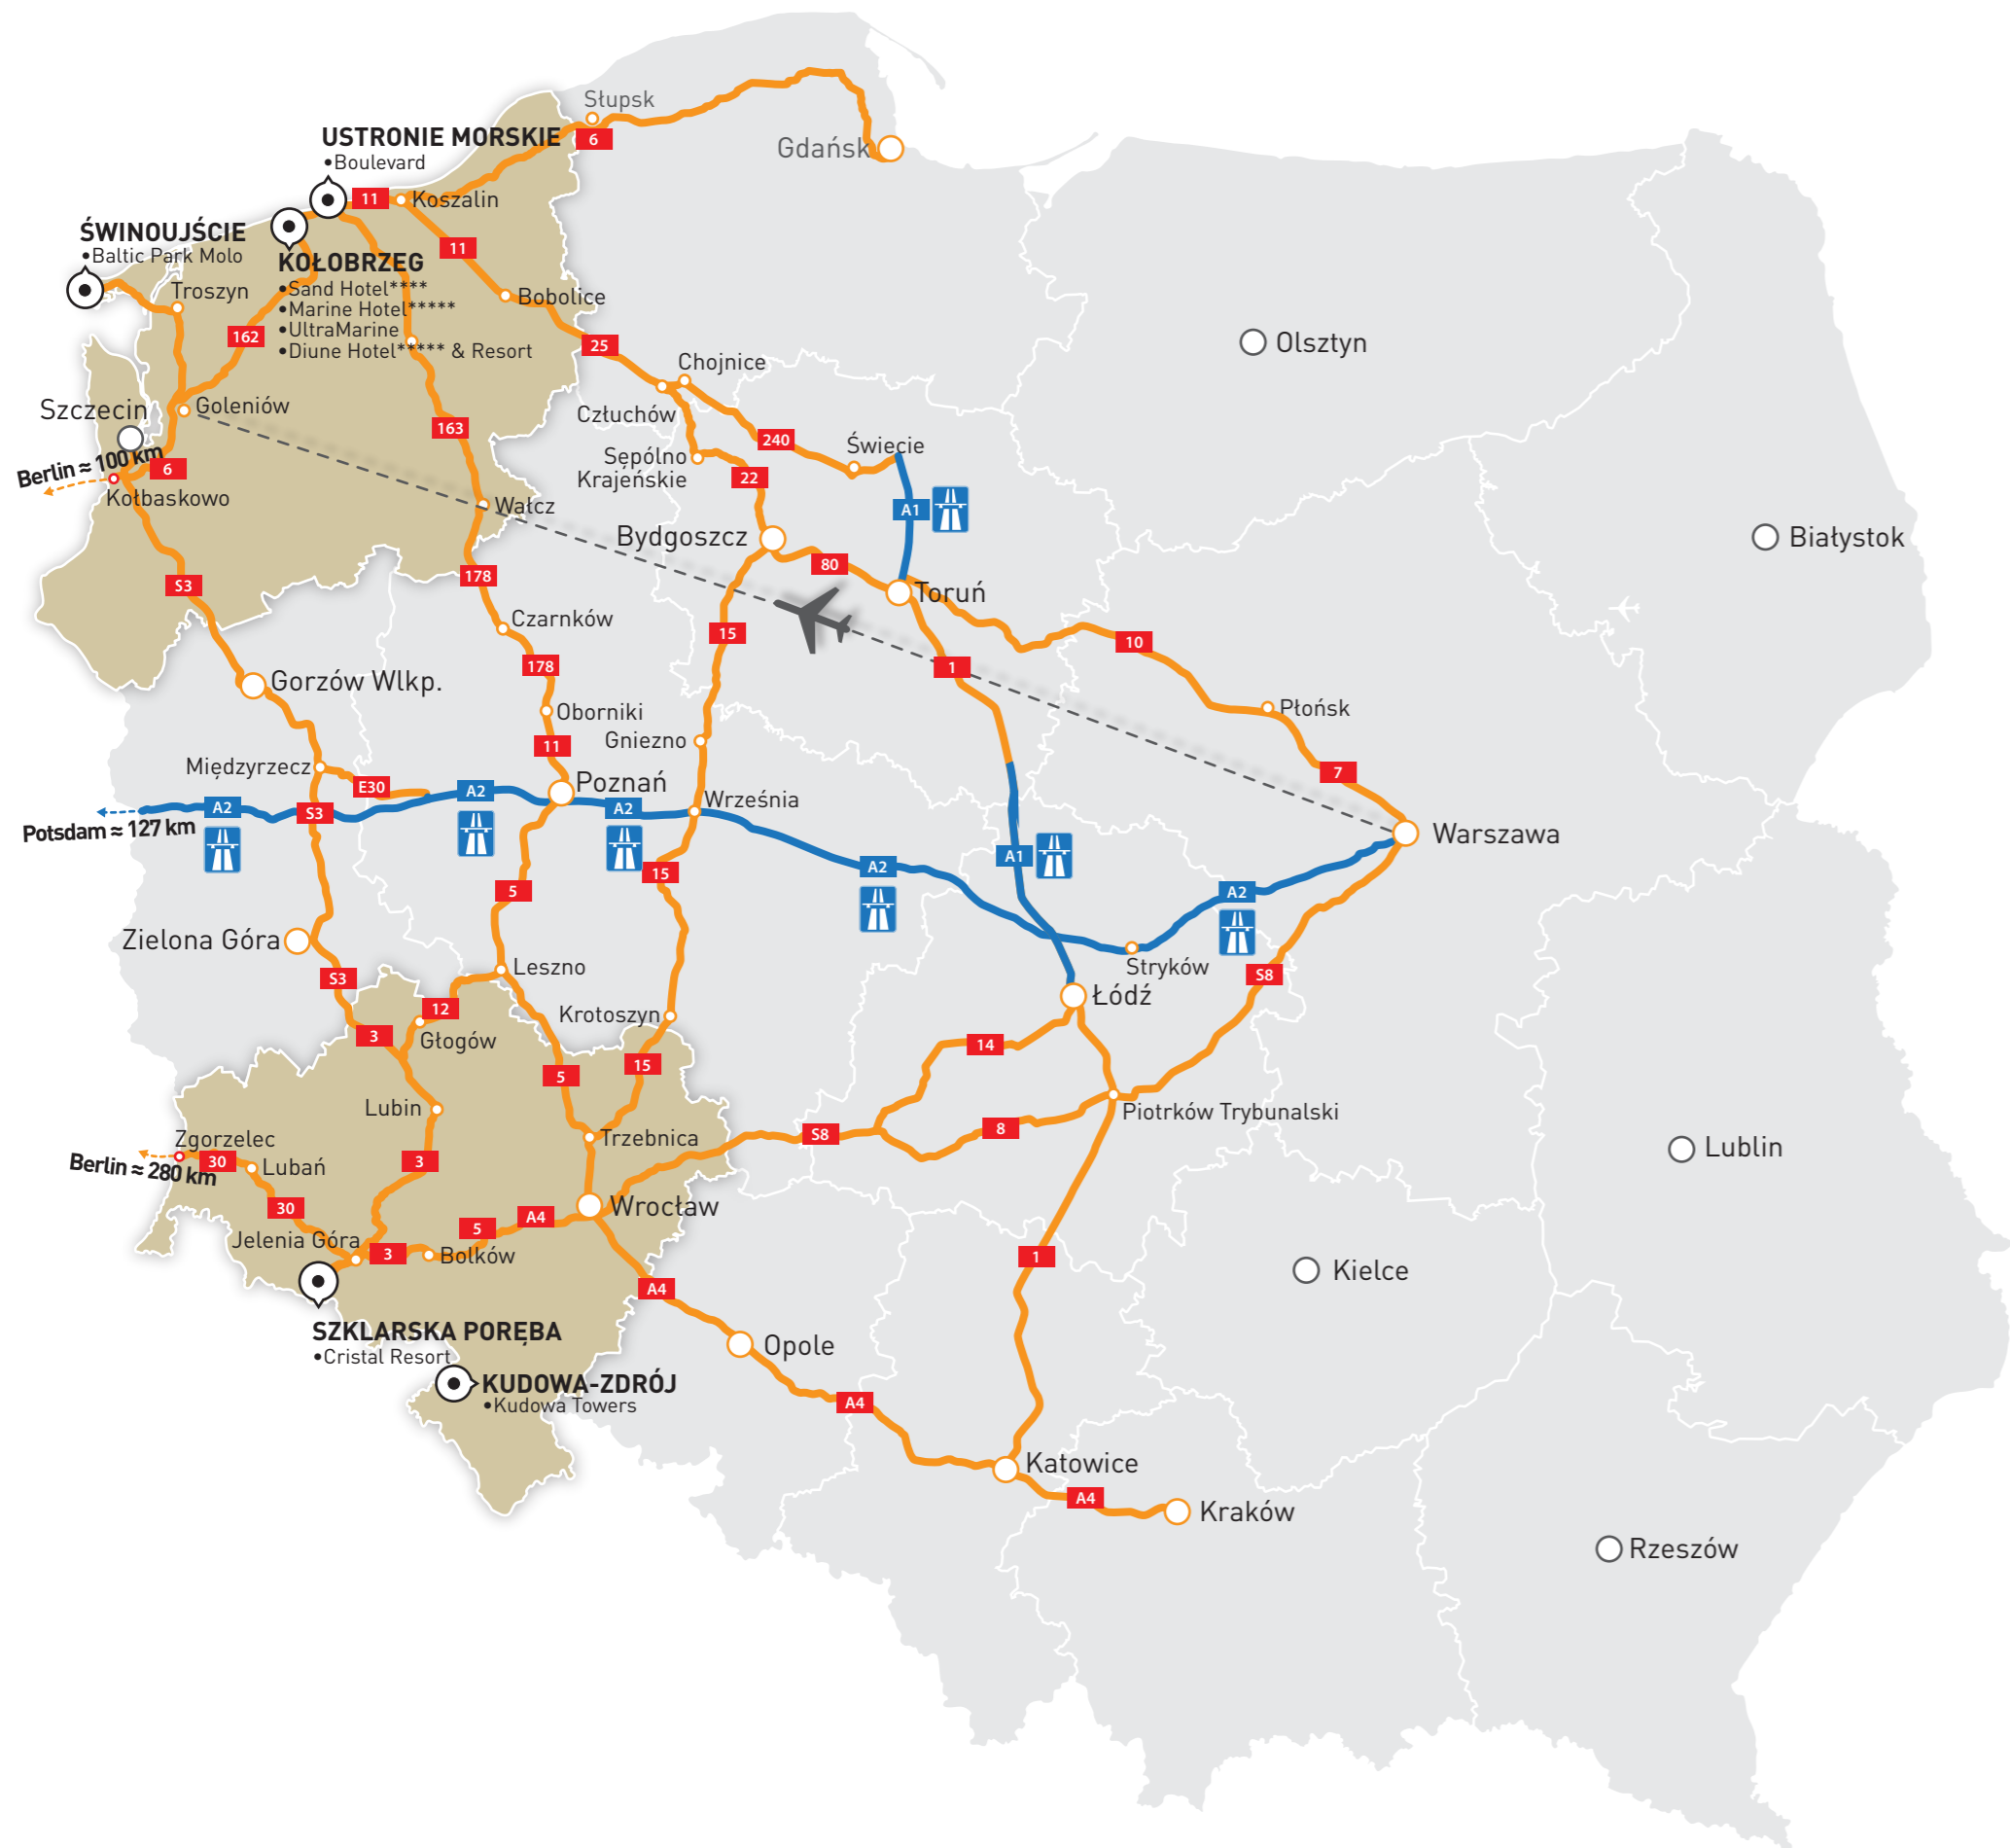 Słupsk
6
USTRONIE MORSKIE
•Boulevard
Gdańsk
11
Koszalin
ŚWINOUJŚCIE
•Baltic Park Molo
11
KOŁOBRZEG
•Sand Hotel****
•Marine Hotel*****
•UltraMarine
•Diune Hotel***** & Resort
Troszyn
Bobolice
162
25
Olsztyn
Chojnice
Człuchów
Szczecin
Goleniów
163
240
Świecie
Berlin ≈ 100 km
6
Sępólno
Krajeńskie
22
Kołbaskowo
Wałcz
A1
Bydgoszcz
Białystok
80
S3
178
Toruń
Czarnków
15
10
178
1
Gorzów Wlkp.
Oborniki
Płońsk
11
Gniezno
Międzyrzecz
E30
Poznań
7
A2
A2
A2
Września
S3
Potsdam ≈ 127 km
Warszawa
A1
A2
15
5
A2
Zielona Góra
Stryków
Leszno
S3
S8
Łódź
12
Krotoszyn
3
Głogów
14
15
5
Lubin
Piotrków Trybunalski
8
S8
Zgorzelec
Trzebnica
Berlin ≈ 280 km
30
Lubań
3
Lublin
30
Wrocław
A4
5
Jelenia Góra
3
Bolków
1
Kielce
A4
SZKLARSKA PORĘBA
•Cristal Resort
Opole
KUDOWA-ZDRÓJ
•Kudowa Towers
A4
Katowice
A4
Kraków
Rzeszów